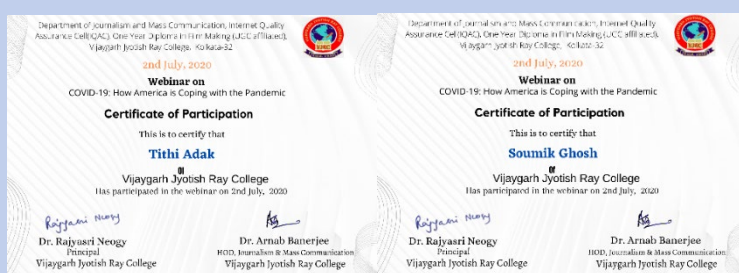 Department of Journalism and Mass Communication, Internet Quality
Assurance Cell(IQAC), One Year Diploma in Film Making (UGC affiliated),
Vijaygarh Jyotish Ray College, Kolkata-32
2nd July, 2020
Webinar on
COVID-19: How America is Coping with the Pandemic
Certificate of Participation
This is to certify that
Tithi Adak
Of
Vijaygarh Jyotish Ray College
Has participated in the webinar on 2nd July, 2020
Rajyasri Neogy
Dr. Rajyasri Neogy
Principal
Vijaygarh Jyotish Ray College
Dr. Arnab Banerjee
HOD, Journalism & Mass Communication
Vijaygarh Jyotish Ray College
Department of Journalism and Mass Communication, Internet Quality
Assurance Cell(IQAC), One Year Diploma in Film Making (UGC affiliated),
Vijaygarh Jyotish Ray College, Kolkata-32
2nd July, 2020
Webinar on
COVID-19: How America is Coping with the Pandemic
Certificate of Participation
This is to certify that
Soumik Ghosh
Of
Vijaygarh Jyotish Ray College
Has participated in the webinar on 2nd July, 2020
Rajyasri Neogy
Dr. Rajyasri Neogy
Principal
Vijaygarh Jyotish Ray College
Dr. Arnab Banerjee
HOD, Journalism & Mass Communication
Vijaygarh Jyotish Ray College